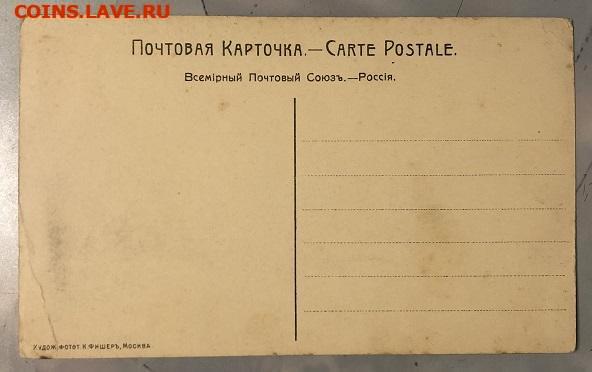 COINS.LAVE.RU
Почтовая Карточка.—Carte Postale.
Всемірный Почтовый Союзъ.—Россія.
Худож. фотот. К. Фишеръ, Москва